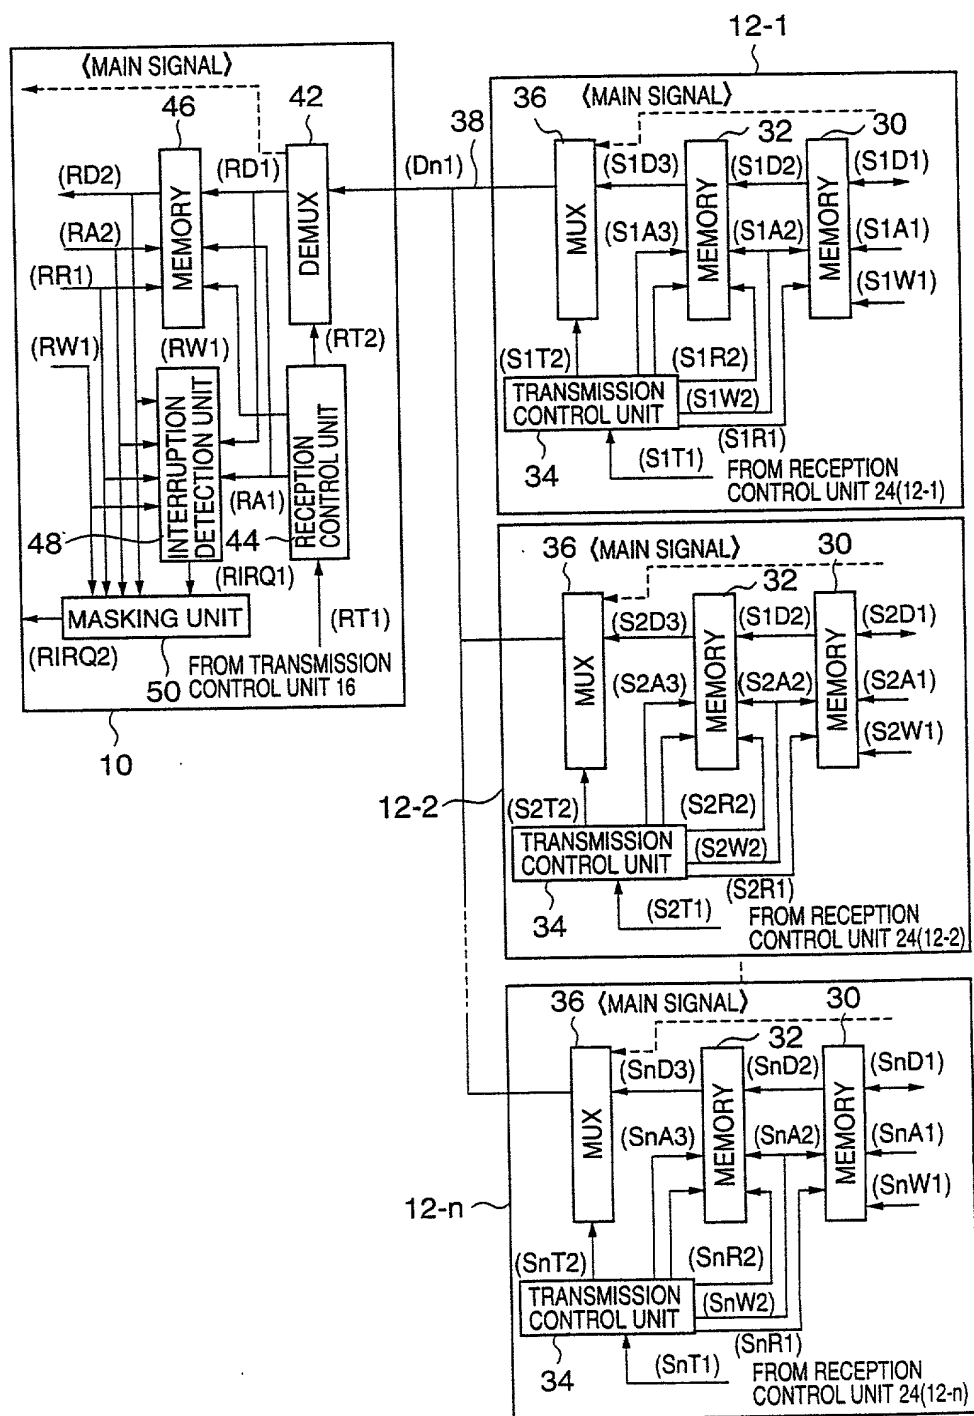 12-1
⟨MAIN SIGNAL⟩
46
42
38
(RD2)
(RD1)
(Dn1)
(RA2)
(RR1)
MEMORY
DEMUX
(RW1)
(RW1)
(RT2)
INTERRUPTION
DETECTION UNIT
RECEPTION
CONTROL UNIT
(RA1)
48
44
(RIRQ1)
MASKING UNIT
(RT1)
(RIRQ2)
50
FROM TRANSMISSION
CONTROL UNIT 16
10
36
⟨MAIN SIGNAL⟩
32
30
(S1D3)
(S1D2)
(S1D1)
MUX
MEMORY
MEMORY
(S1A3)
(S1A2)
(S1A1)
(S1W1)
(S1T2)
(S1R2)
TRANSMISSION
CONTROL UNIT
(S1W2)
(S1R1)
34
(S1T1)
FROM RECEPTION
CONTROL UNIT 24(12-1)
36
⟨MAIN SIGNAL⟩
32
30
(S2D3)
(S1D2)
(S2D1)
MUX
MEMORY
MEMORY
(S2A3)
(S2A2)
(S2A1)
(S2W1)
12-2
(S2T2)
(S2R2)
TRANSMISSION
CONTROL UNIT
(S2W2)
(S2R1)
34
(S2T1)
FROM RECEPTION
CONTROL UNIT 24(12-2)
36
⟨MAIN SIGNAL⟩
32
30
(SnD3)
(SnD2)
(SnD1)
MUX
MEMORY
MEMORY
(SnA3)
(SnA2)
(SnA1)
(SnW1)
12-n
(SnT2)
(SnR2)
TRANSMISSION
CONTROL UNIT
(SnW2)
(SnR1)
34
(SnT1)
FROM RECEPTION
CONTROL UNIT 24(12-n)